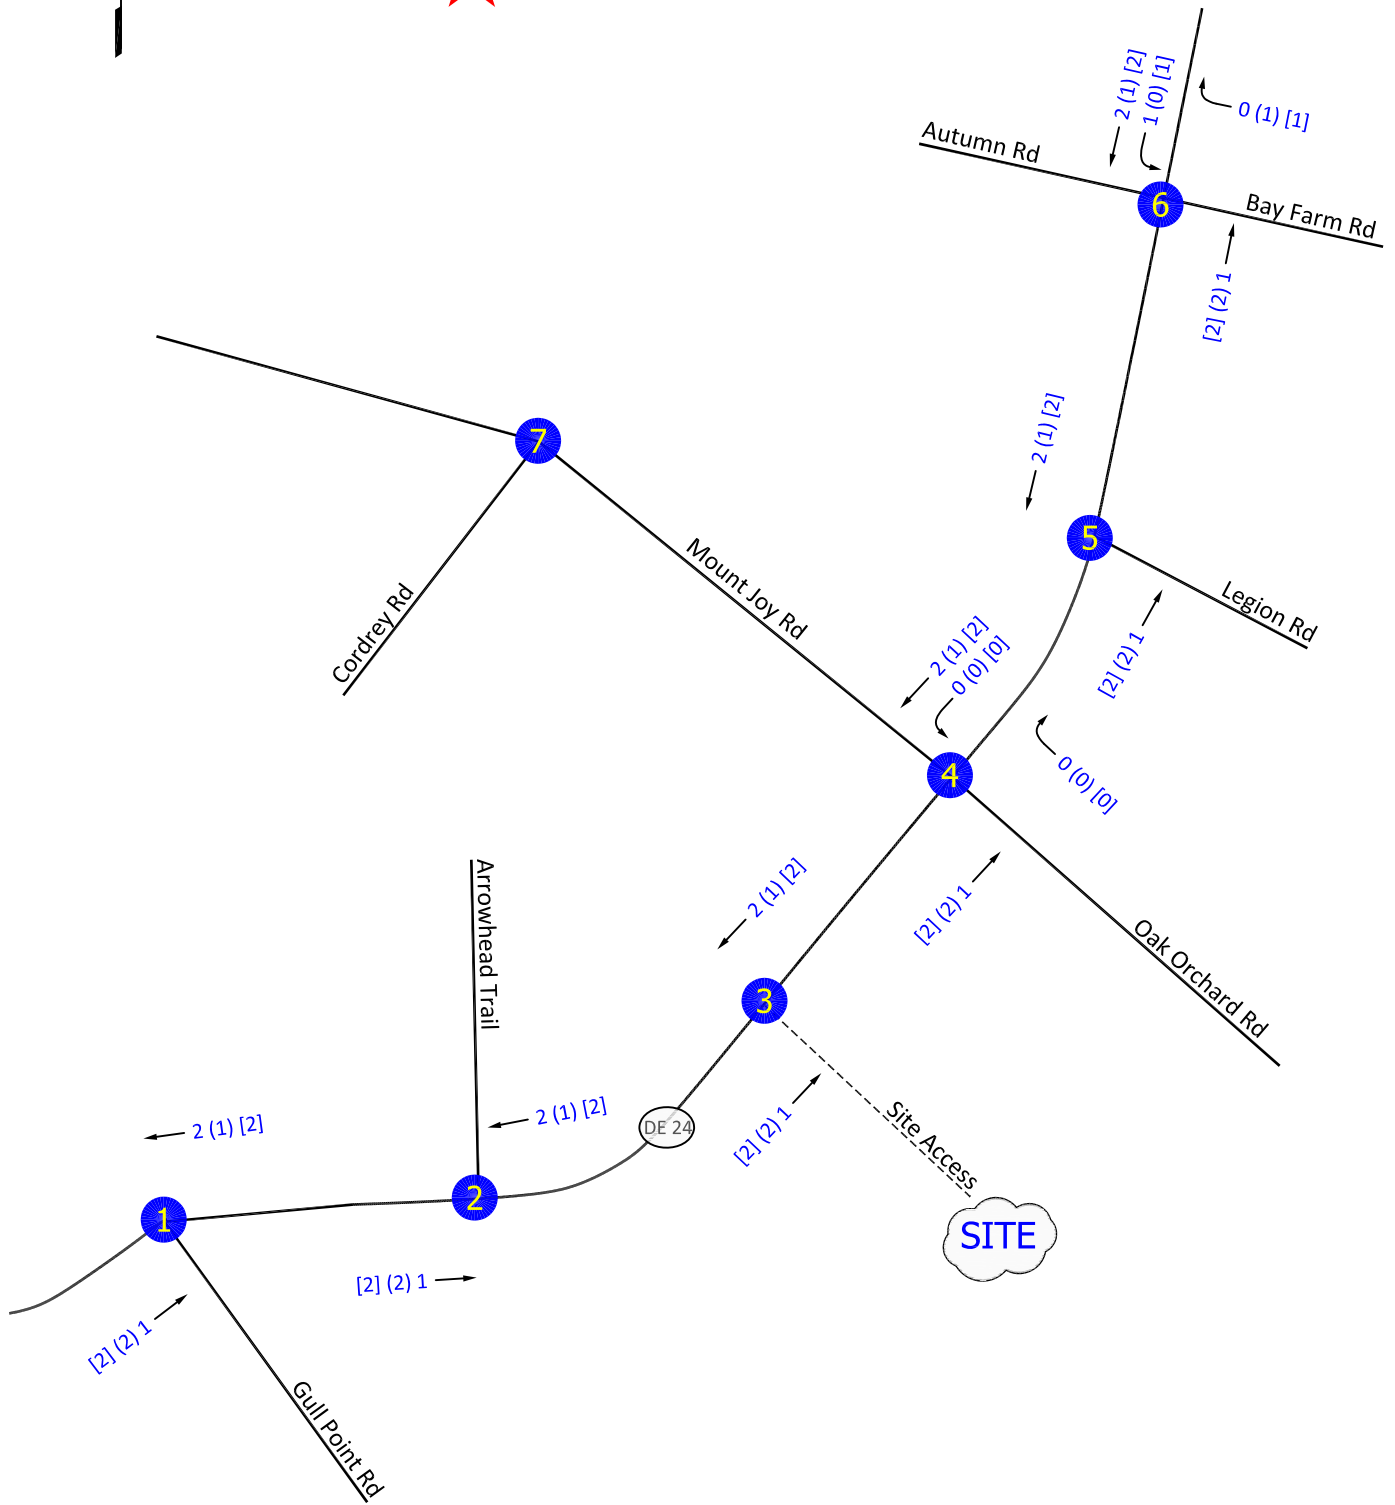 2 (1) [2]
1 (0) [1]
0 (1) [1]
Autumn Rd
6
Bay Farm Rd
[2] (2) 1
7
2 (1) [2]
5
Mount Joy Rd
Cordrey Rd
Legion Rd
[2] (2) 1
2 (1) [2]
0 (0) [0]
4
0 (0) [0]
Arrowhead Trail
2 (1) [2]
[2] (2) 1
Oak Orchard Rd
3
2 (1) [2]
2 (1) [2]
DE 24
[2] (2) 1
Site Access
1
2
SITE
[2] (2) 1
[2] (2) 1
Gull Point Rd